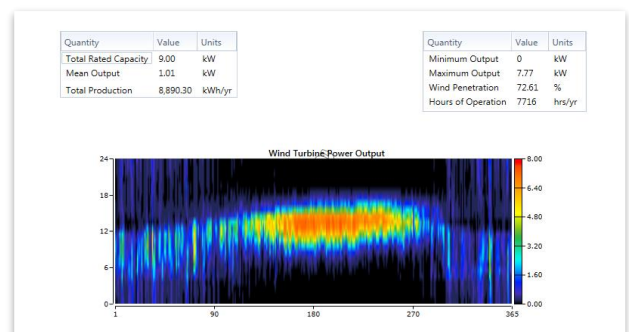 Quantity Value Units
Total Rated Capacity 9.00 kW
Mean Output 1.01 kW
Total Production 8,890.30 kWh/yr
Quantity Value Units
Minimum Output 0 kW
Maximum Output 7.77 kW
Wind Penetration 72.61 %
Hours of Operation 7716 hrs/yr
Wind Turbine Power Output
24
18
12
6
0
1 90 180 270 365
8.00
6.40
4.80
3.20
1.60
0.00